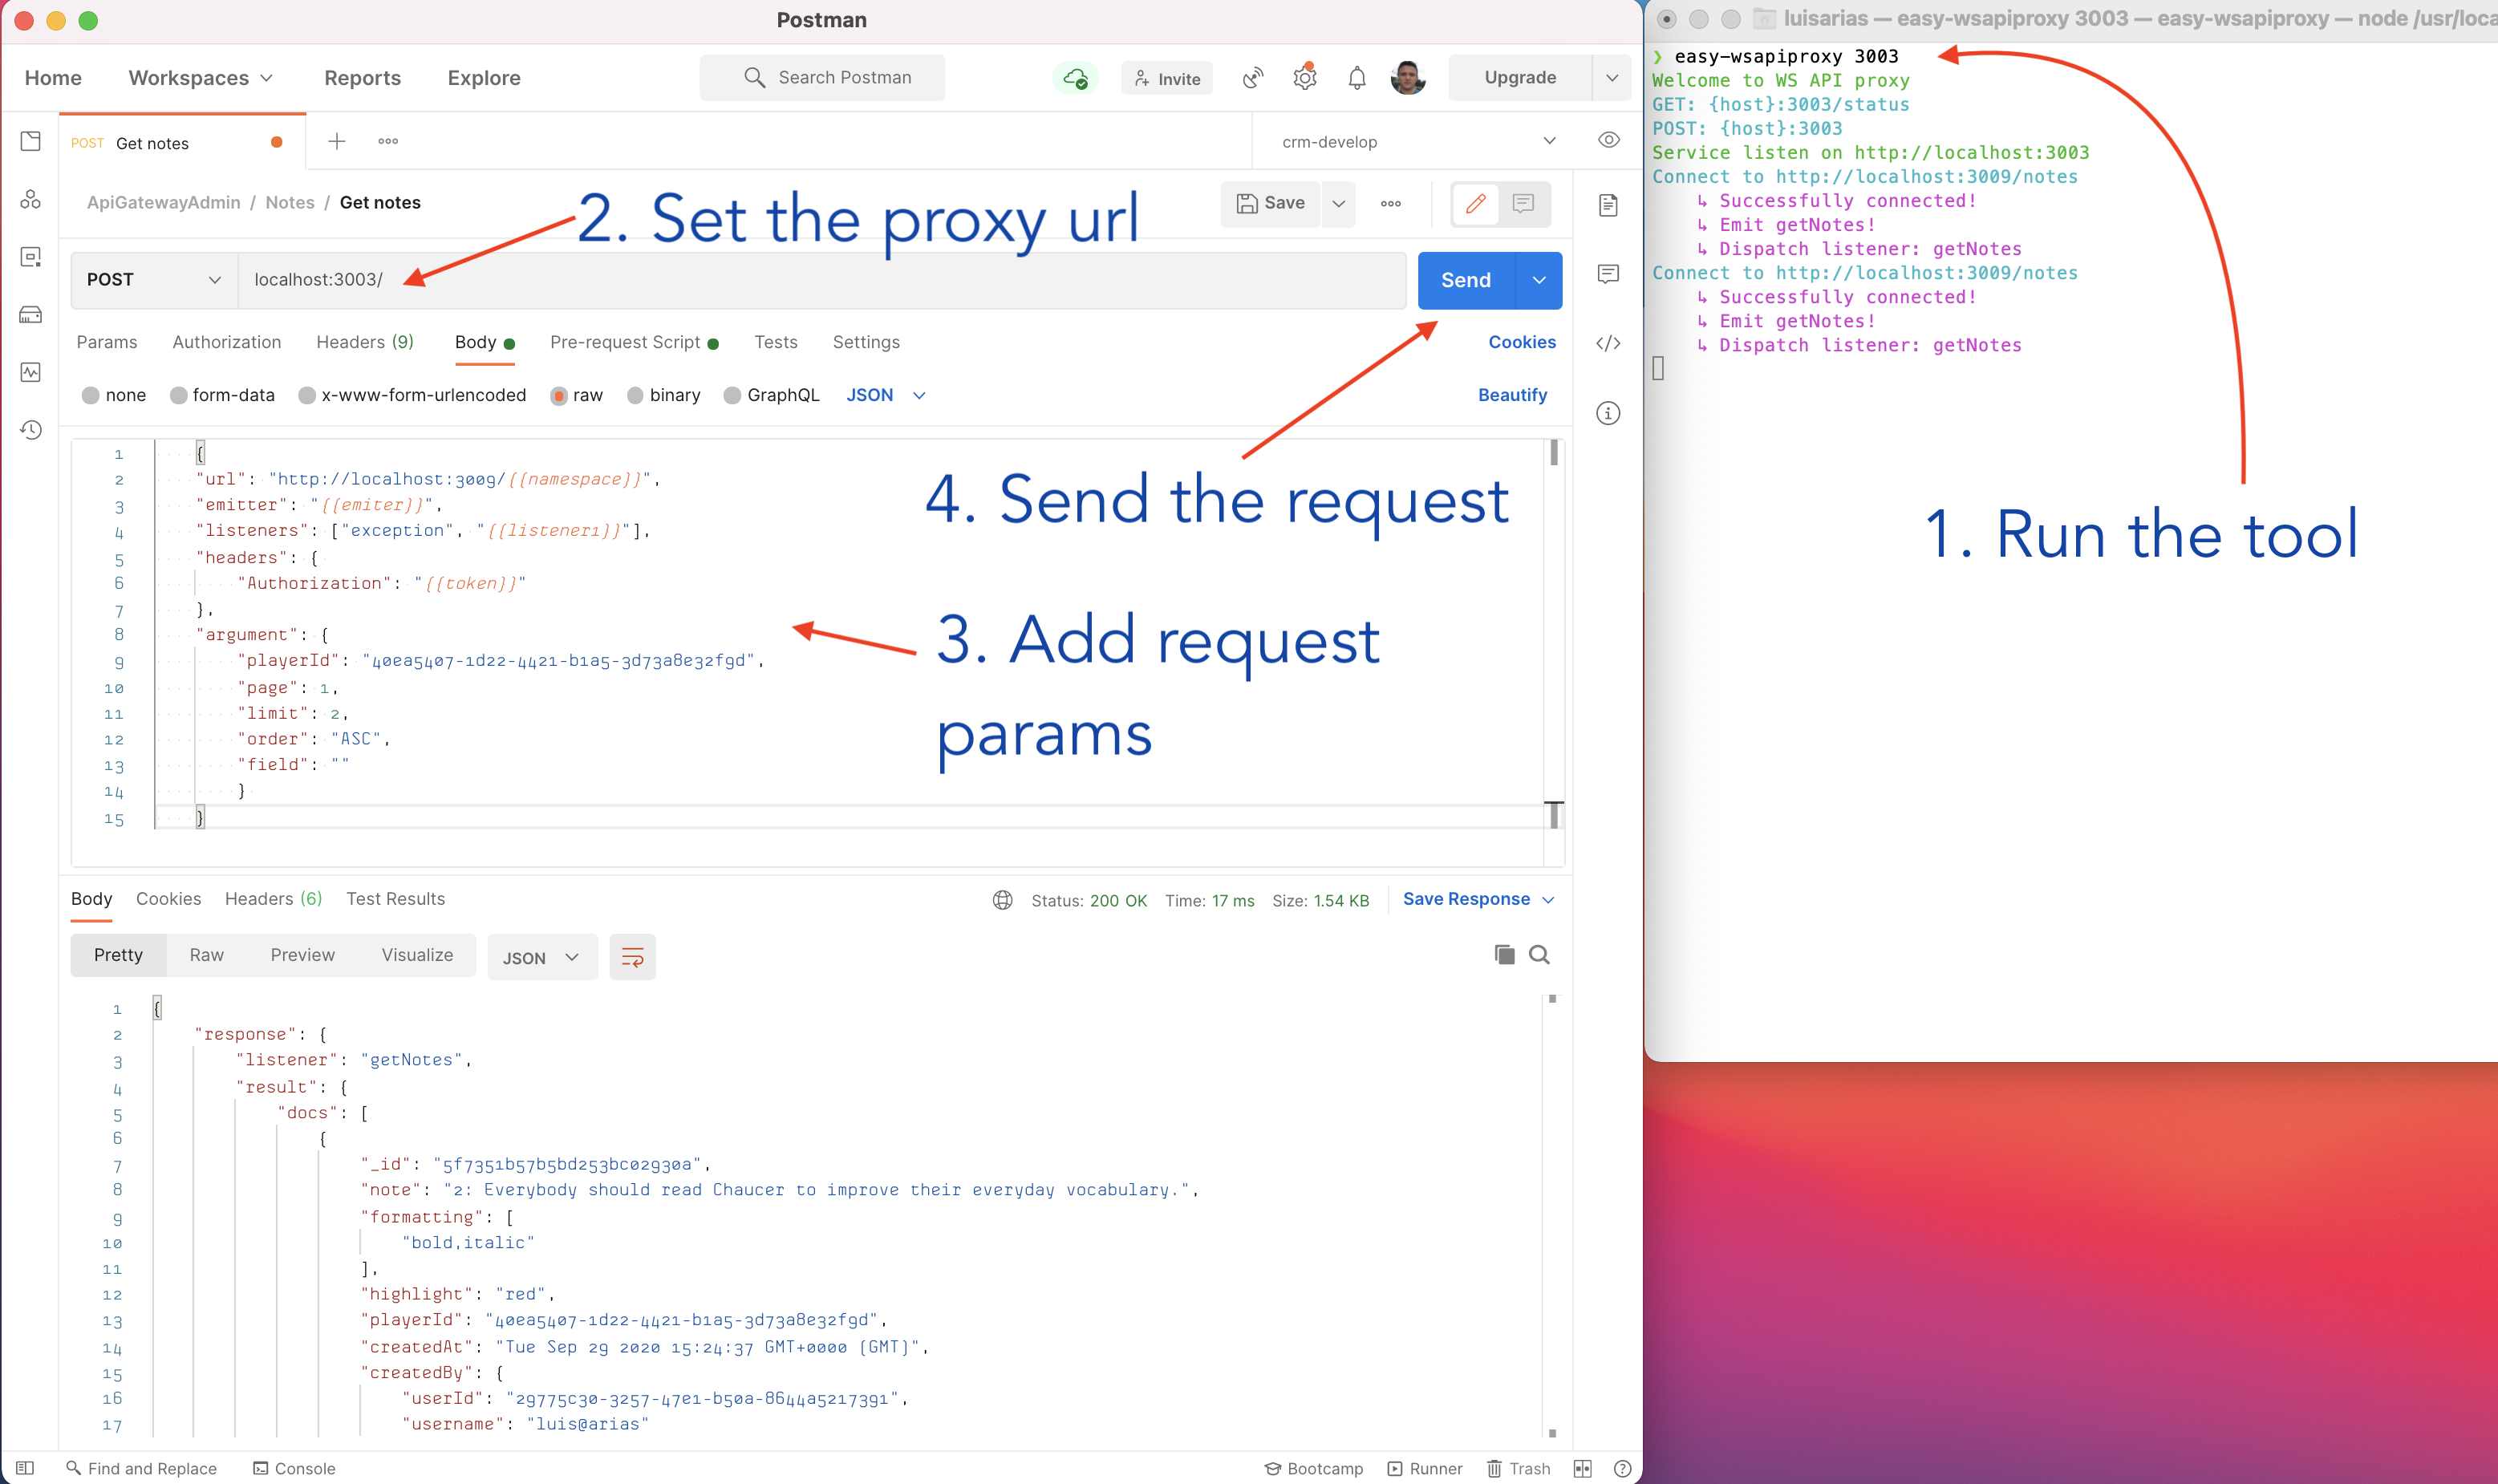 Postman
Home Workspaces Reports Explore Search Postman Invite Upgrade
POST Get notes crm-develop
ApiGatewayAdmin / Notes / Get notes Save
2. Set the proxy url
POST localhost:3003/ Send
Params Authorization Headers (9) Body Pre-request Script Tests Settings Cookies
none form-data x-www-form-urlencoded raw binary GraphQL JSON Beautify
1 {
2 "url": "http://localhost:3009/{{namespace}}",
3 "emitter": "{{emiter}}",
4 "listeners": ["exception", "{{listener1}}"],
5 "headers": {
6 "Authorization": "{{token}}"
7 },
8 "argument": {
9 "playerId": "40ea5407-1d22-4421-b1a5-3d73a8e32f9d",
10 "page": 1,
11 "limit": 2,
12 "order": "ASC",
13 "field": ""
14 }
15 }
4. Send the request
3. Add request
params
Body Cookies Headers (6) Test Results Status: 200 OK Time: 17 ms Size: 1.54 KB Save Response
Pretty Raw Preview Visualize JSON
1 {
2 "response": {
3 "listener": "getNotes",
4 "result": {
5 "docs": [
6 {
7 "_id": "5f7351b57b5bd253bc02930a",
8 "note": "2: Everybody should read Chaucer to improve their everyday vocabulary.",
9 "formatting": [
10 "bold,italic"
11 ],
12 "highlight": "red",
13 "playerId": "40ea5407-1d22-4421-b1a5-3d73a8e32f9d",
14 "createdAt": "Tue Sep 29 2020 15:24:37 GMT+0000 (GMT)",
15 "createdBy": {
16 "userId": "29775c30-3257-47e1-b50a-8644a5217391",
17 "username": "luis@arias"
Find and Replace Console Bootcamp Runner Trash
luisarias — easy-wsapiproxy 3003 — easy-wsapiproxy — node /usr/loca
❯ easy-wsapiproxy 3003
Welcome to WS API proxy
GET: {host}:3003/status
POST: {host}:3003
Service listen on http://localhost:3003
Connect to http://localhost:3009/notes
↳ Successfully connected!
↳ Emit getNotes!
↳ Dispatch listener: getNotes
Connect to http://localhost:3009/notes
↳ Successfully connected!
↳ Emit getNotes!
↳ Dispatch listener: getNotes
1. Run the tool